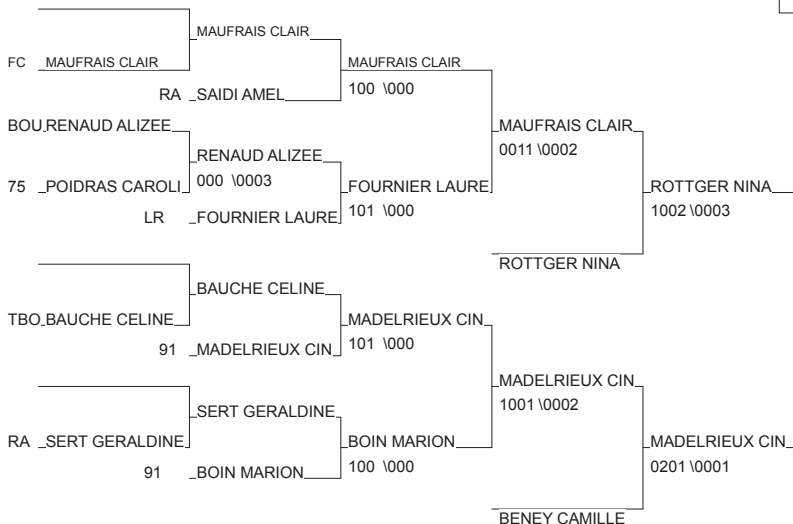 MAUFRAIS CLAIR
FC MAUFRAIS CLAIR MAUFRAIS CLAIR
RA SAIDI AMEL 100 \000
BOU RENAUD ALIZEE MAUFRAIS CLAIR
RENAUD ALIZEE 0011 \0002
75 POIDRAS CAROLI 000 \0003 FOURNIER LAURE ROTTGER NINA
LR FOURNIER LAURE 101 \000 1002 \0003
ROTTGER NINA
BAUCHE CELINE
TBO BAUCHE CELINE MADELRIEUX CIN
91 MADELRIEUX CIN 101 \000
MADELRIEUX CIN
SERT GERALDINE 1001 \0002
RA SERT GERALDINE BOIN MARION MADELRIEUX CIN
91 BOIN MARION 100 \000 0201 \0001
BENEY CAMILLE